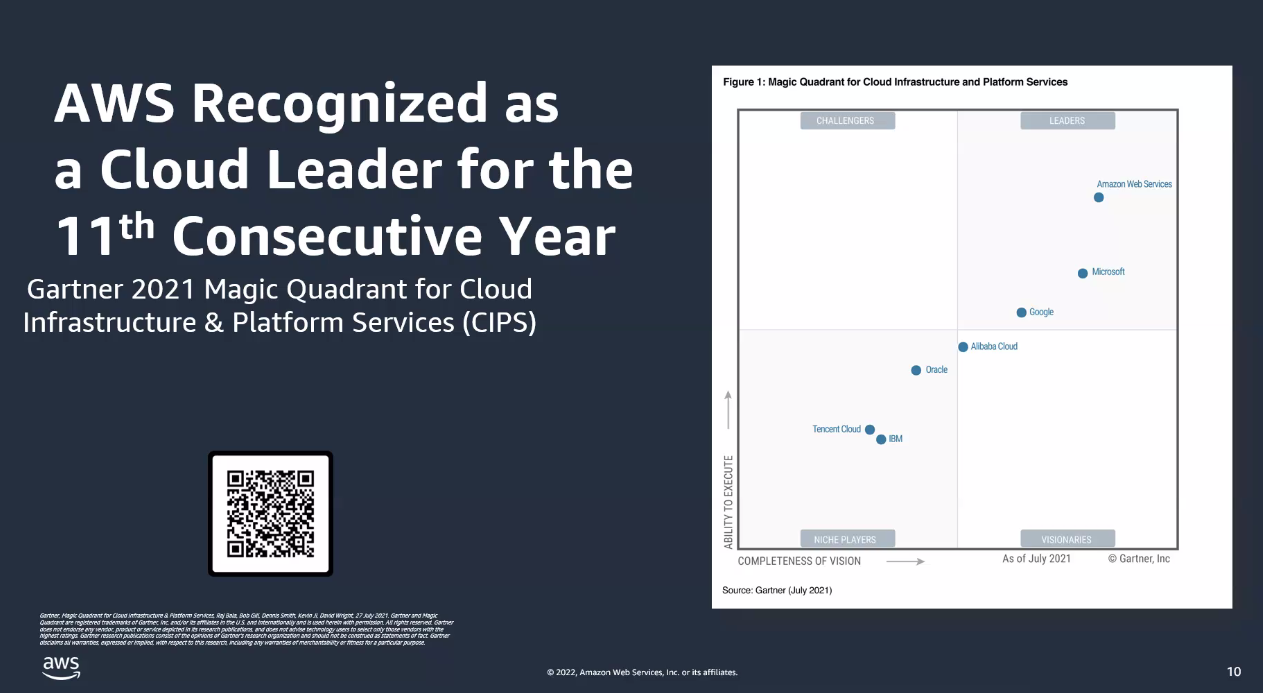 AWS Recognized as
a Cloud Leader for the
11th Consecutive Year
Gartner 2021 Magic Quadrant for Cloud
Infrastructure & Platform Services (CIPS)
Gartner, Magic Quadrant for Cloud Infrastructure & Platform Services, Raj Bala, Bob Gill, Dennis Smith, Kevin Ji, David Wright, 27 July 2021. Gartner and Magic
Quadrant are registered trademarks of Gartner, Inc. and/or its affiliates in the U.S. and internationally and is used herein with permission. All rights reserved. Gartner
does not endorse any vendor, product or service depicted in its research publications, and does not advise technology users to select only those vendors with the
highest ratings. Gartner research publications consist of the opinions of Gartner's research organization and should not be construed as statements of fact. Gartner
disclaims all warranties, expressed or implied, with respect to this research, including any warranties of merchantability or fitness for a particular purpose.
Figure 1: Magic Quadrant for Cloud Infrastructure and Platform Services
CHALLENGERS
LEADERS
Amazon Web Services
Microsoft
Google
Alibaba Cloud
Oracle
Tencent Cloud
IBM
ABILITY TO EXECUTE
NICHE PLAYERS
VISIONARIES
COMPLETENESS OF VISION
As of July 2021
© Gartner, Inc
Source: Gartner (July 2021)
aws
© 2022, Amazon Web Services, Inc. or its affiliates.
10